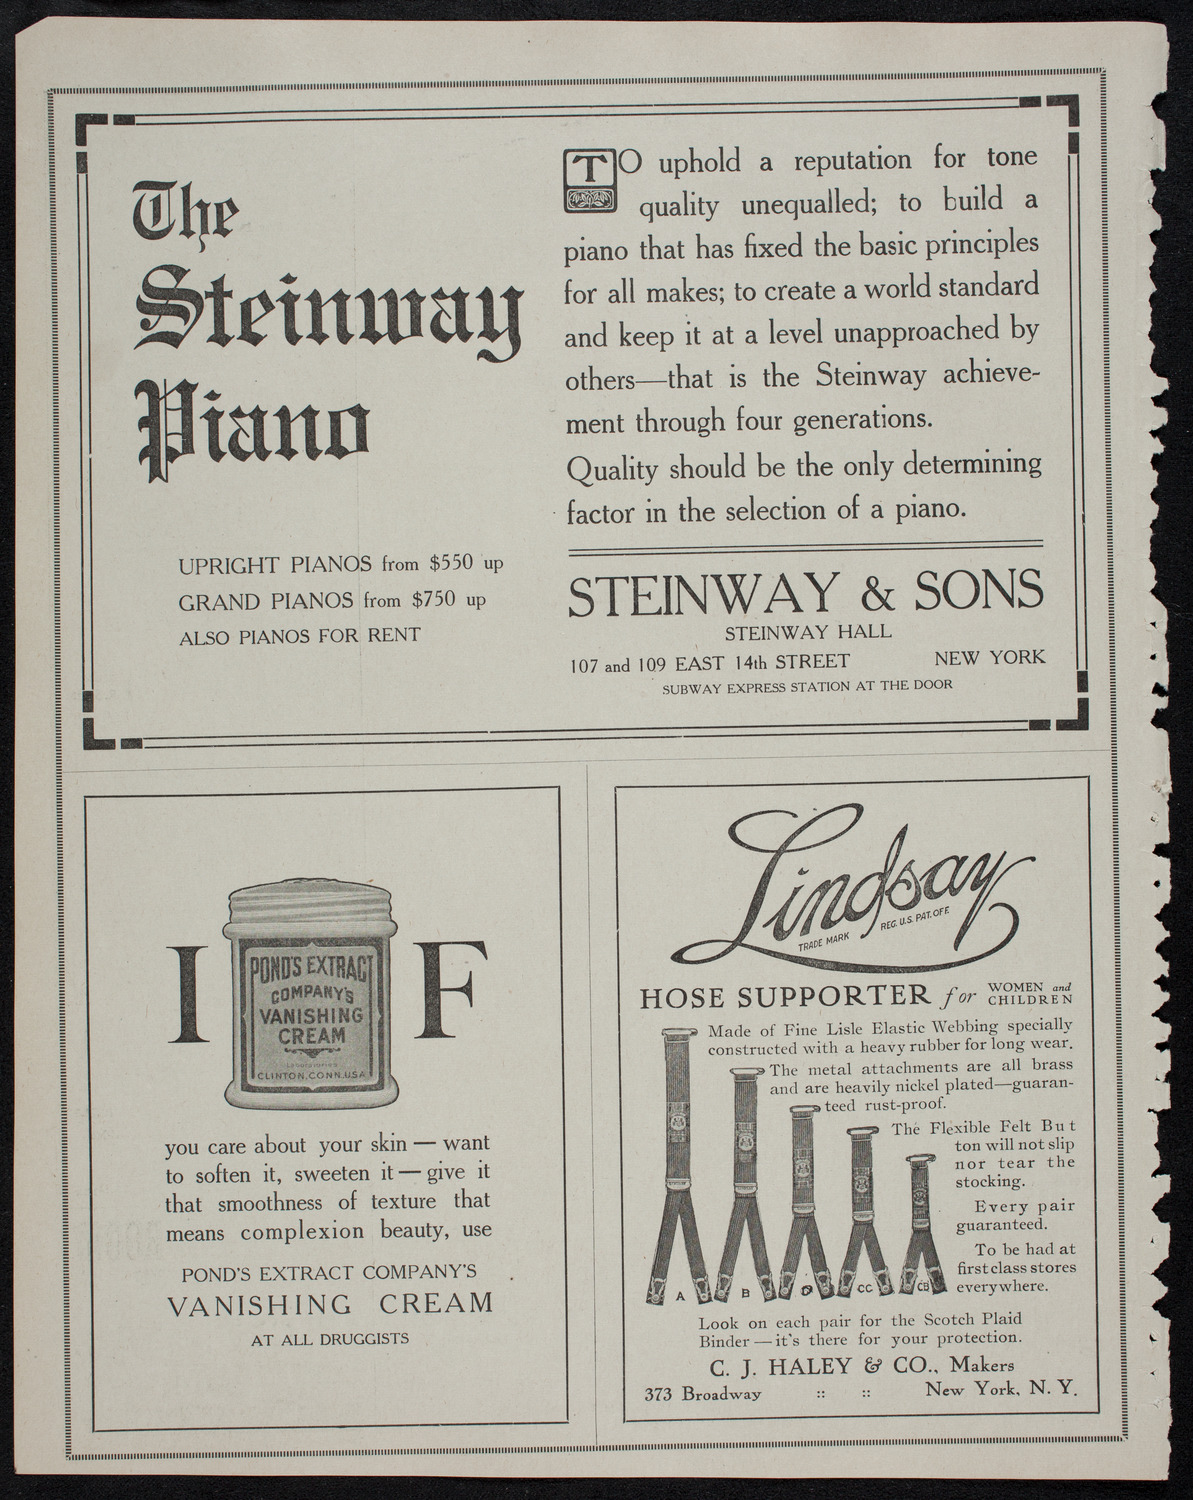 The
Steinway
Piano
UPRIGHT PIANOS from $550 up
GRAND PIANOS from $750 up
ALSO PIANOS FOR RENT
TO uphold a reputation for tone
quality unequalled; to build a
piano that has fixed the basic principles
for all makes; to create a world standard
and keep it at a level unapproached by
others—that is the Steinway achieve-
ment through four generations.
Quality should be the only determining
factor in the selection of a piano.
STEINWAY & SONS
STEINWAY HALL
107 and 109 EAST 14th STREET NEW YORK
SUBWAY EXPRESS STATION AT THE DOOR
I F
POND'S EXTRACT
COMPANY'S
VANISHING
CREAM
Laboratories
CLINTON, CONN. USA
you care about your skin — want
to soften it, sweeten it — give it
that smoothness of texture that
means complexion beauty, use
POND'S EXTRACT COMPANY'S
VANISHING CREAM
AT ALL DRUGGISTS
Lindsay
TRADE MARK REG. U.S. PAT. OFF.
HOSE SUPPORTER for WOMEN and CHILDREN
Made of Fine Lisle Elastic Webbing specially
constructed with a heavy rubber for long wear.
The metal attachments are all brass
and are heavily nickel plated—guaran-
teed rust-proof.
The Flexible Felt But
ton will not slip
nor tear the
stocking.
Every pair
guaranteed.
To be had at
first class stores
everywhere.
A B D CC CB
Look on each pair for the Scotch Plaid
Binder — it's there for your protection.
C. J. HALEY & CO., Makers
373 Broadway :: :: New York, N. Y.